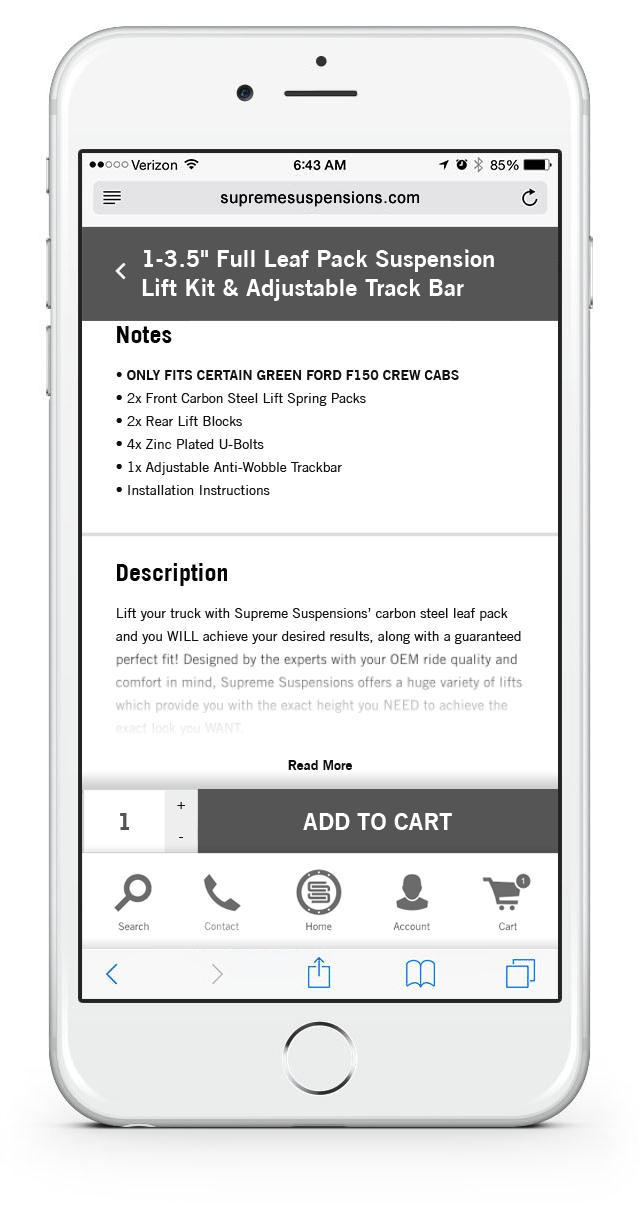 Verizon 6:43 AM 85%
supremesuspensions.com
1-3.5" Full Leaf Pack Suspension
Lift Kit & Adjustable Track Bar
Notes
• ONLY FITS CERTAIN GREEN FORD F150 CREW CABS
• 2x Front Carbon Steel Lift Spring Packs
• 2x Rear Lift Blocks
• 4x Zinc Plated U-Bolts
• 1x Adjustable Anti-Wobble Trackbar
• Installation Instructions
Description
Lift your truck with Supreme Suspensions' carbon steel leaf pack
and you WILL achieve your desired results, along with a guaranteed
perfect fit! Designed by the experts with your OEM ride quality and
comfort in mind, Supreme Suspensions offers a huge variety of lifts
which provide you with the exact height you NEED to achieve the
exact look you WANT.
Read More
1 + - ADD TO CART
1
Search Contact Home Account Cart